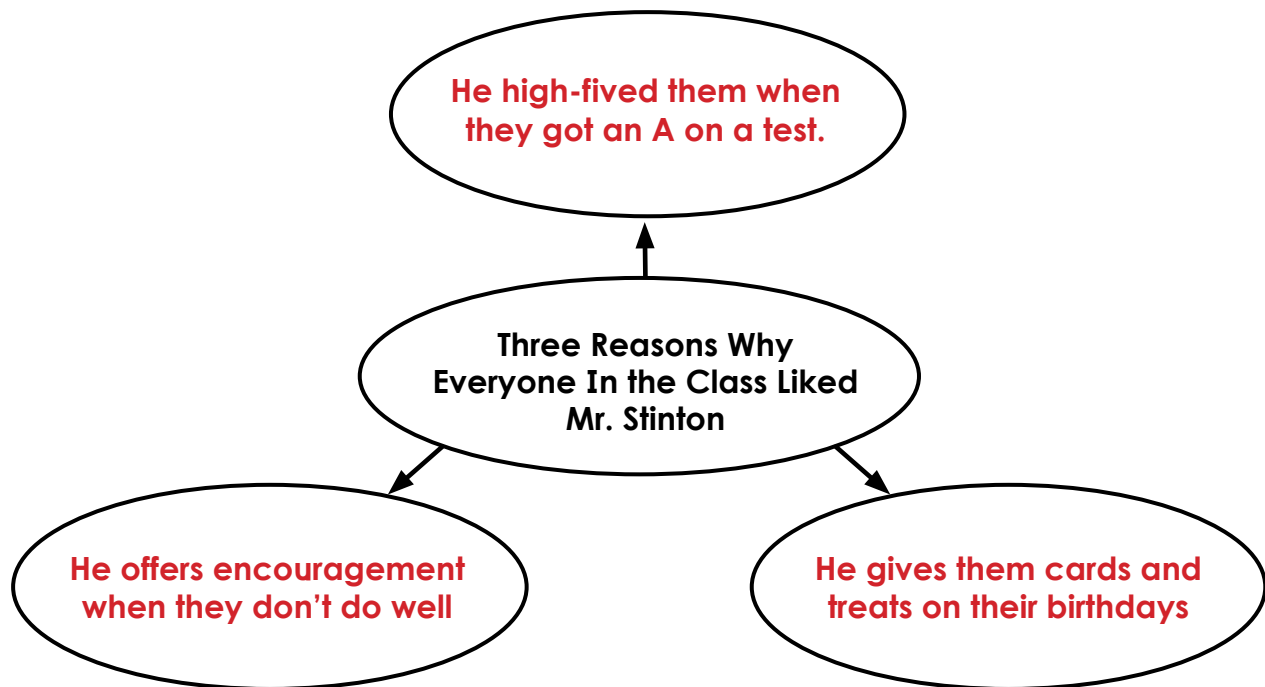 He high-fived them when
they got an A on a test.
Three Reasons Why
Everyone In the Class Liked
Mr. Stinton
He offers encouragement
when they don’t do well
He gives them cards and
treats on their birthdays